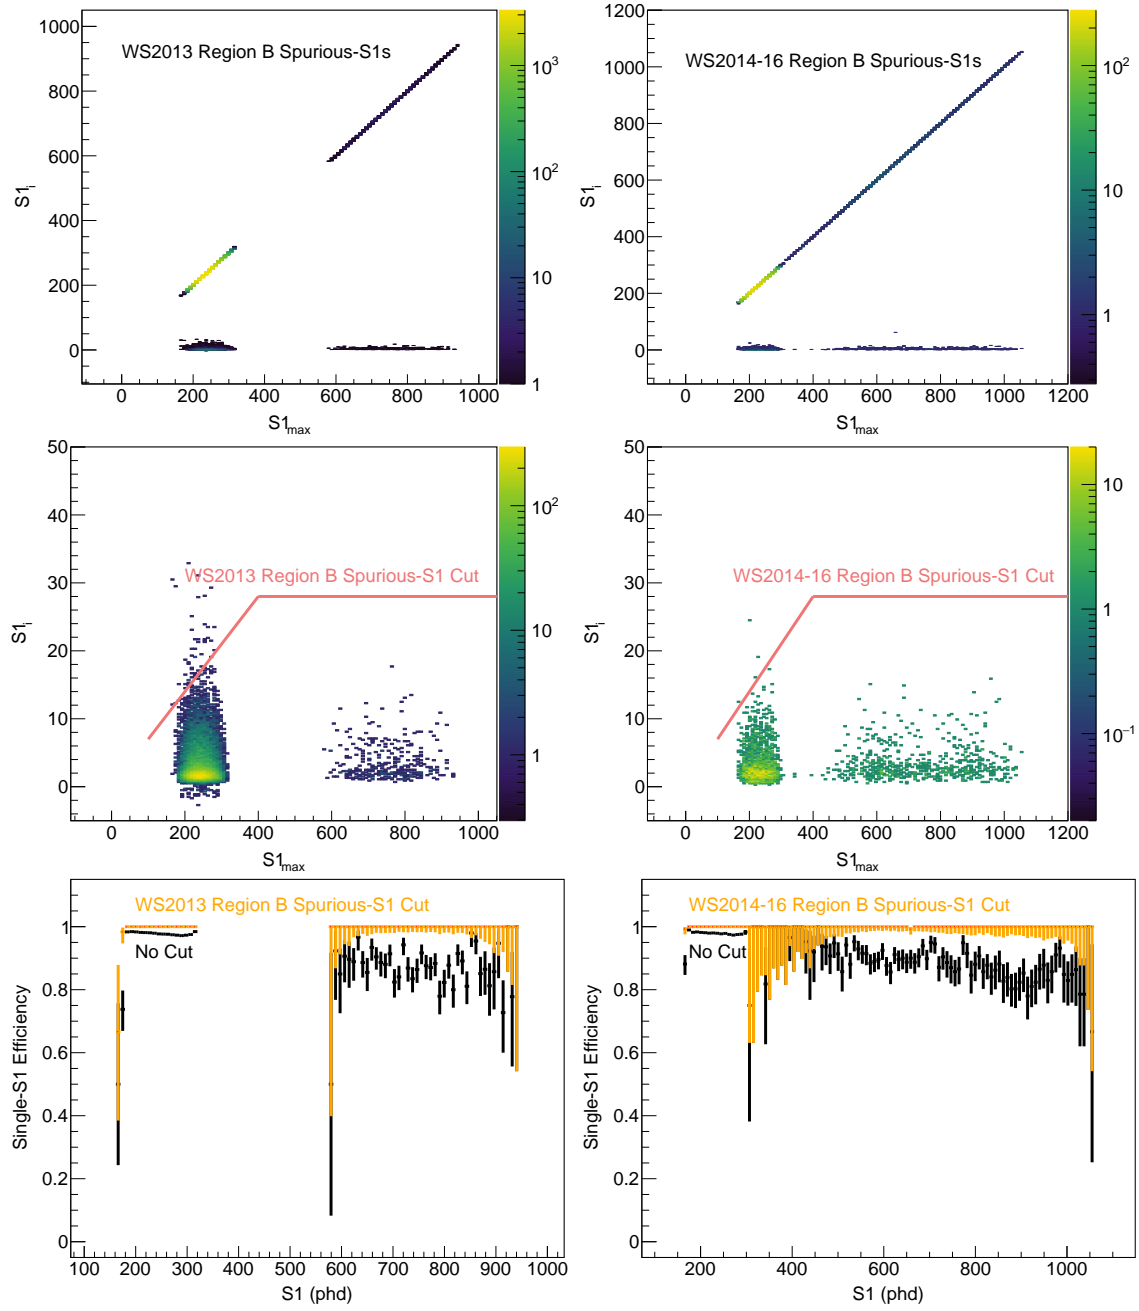 WS2013 Region B Spurious-S1s
1000
800
600
400
200
0
0 200 400 600 800 1000
S1max
S1i
10³
10²
10
1
WS2014-16 Region B Spurious-S1s
1200
1000
800
600
400
200
0
0 200 400 600 800 1000 1200
S1max
S1i
10²
10
1
WS2013 Region B Spurious-S1 Cut
50
40
30
20
10
0
0 200 400 600 800 1000
S1max
S1i
10²
10
1
WS2014-16 Region B Spurious-S1 Cut
50
40
30
20
10
0
0 200 400 600 800 1000 1200
S1max
S1i
10
1
10⁻¹
WS2013 Region B Spurious-S1 Cut
No Cut
1
0.8
0.6
0.4
0.2
0
100 200 300 400 500 600 700 800 900 1000
S1 (phd)
Single-S1 Efficiency
WS2014-16 Region B Spurious-S1 Cut
No Cut
1
0.8
0.6
0.4
0.2
0
200 400 600 800 1000
S1 (phd)
Single-S1 Efficiency